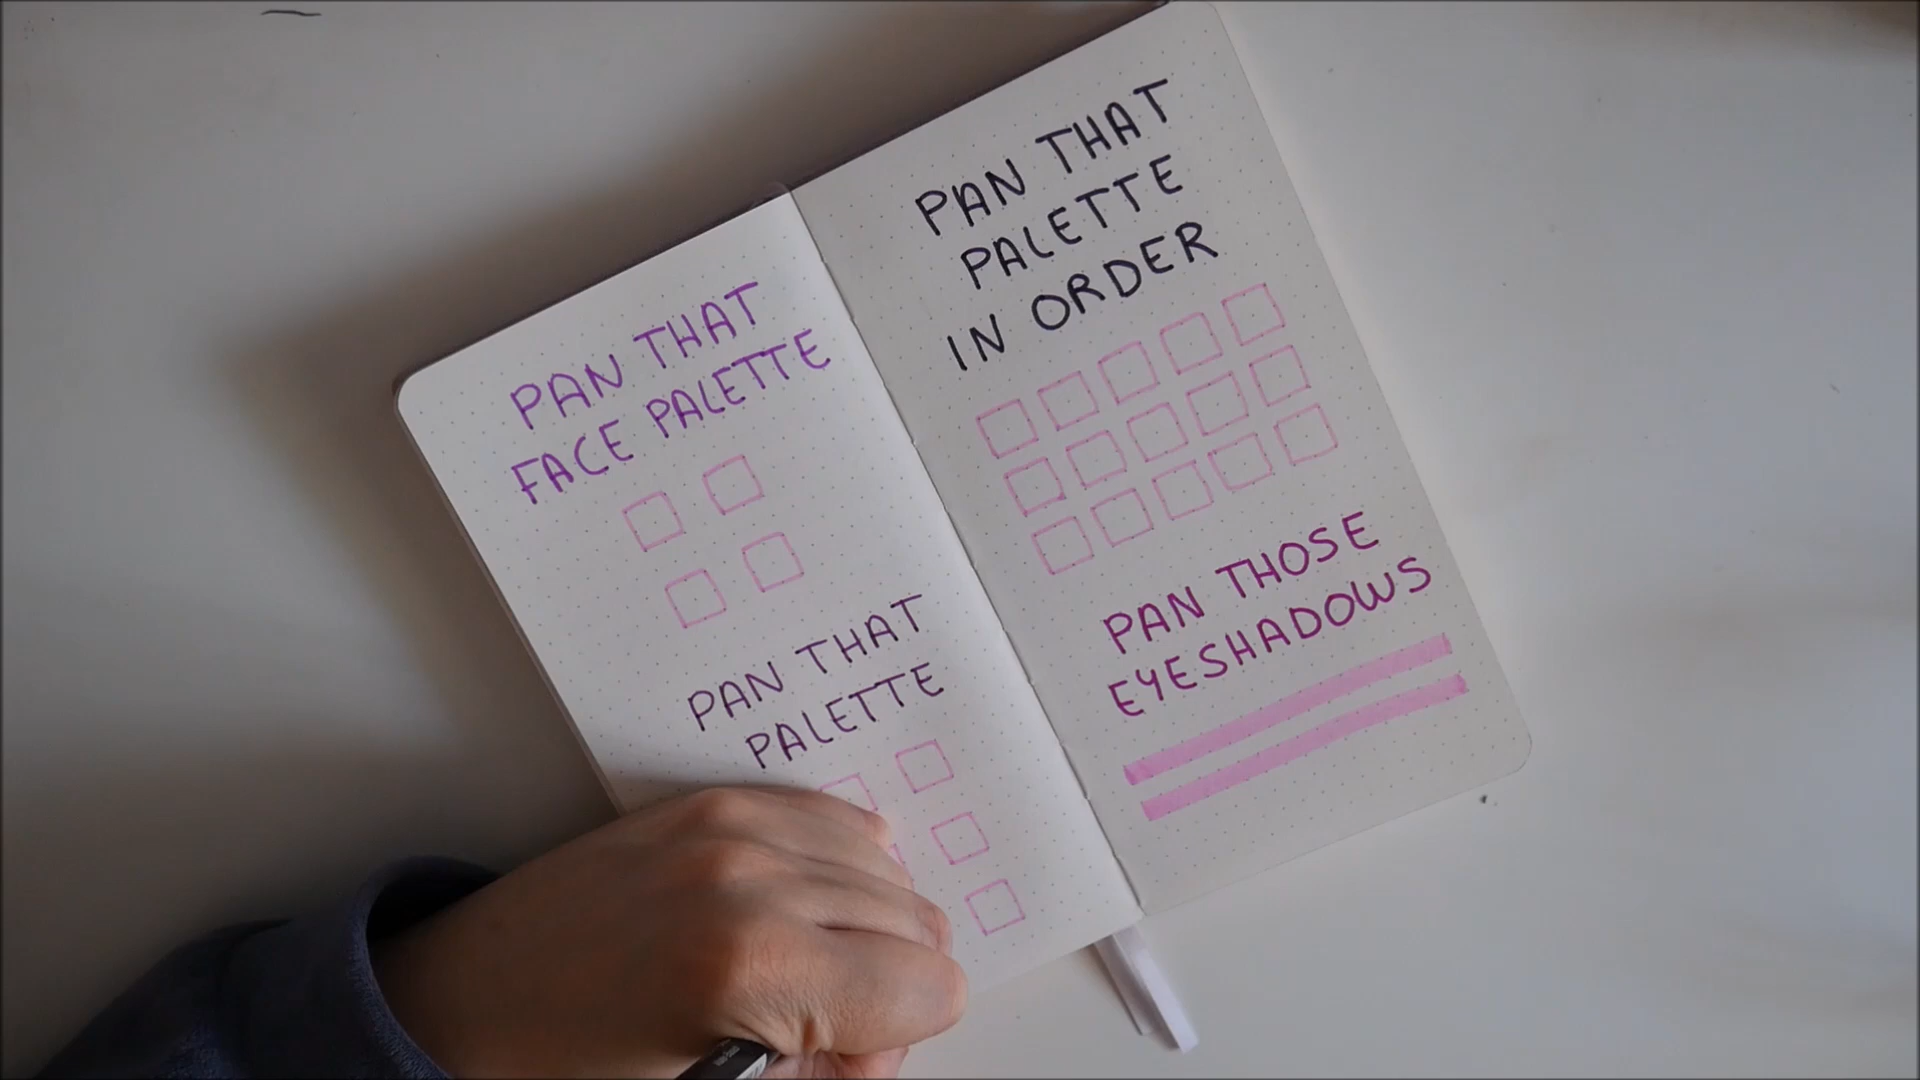 PAN THAT
FACE PALETTE
PAN THAT
PALETTE
PAN THAT
PALETTE
IN ORDER
PAN THOSE
EYESHADOWS